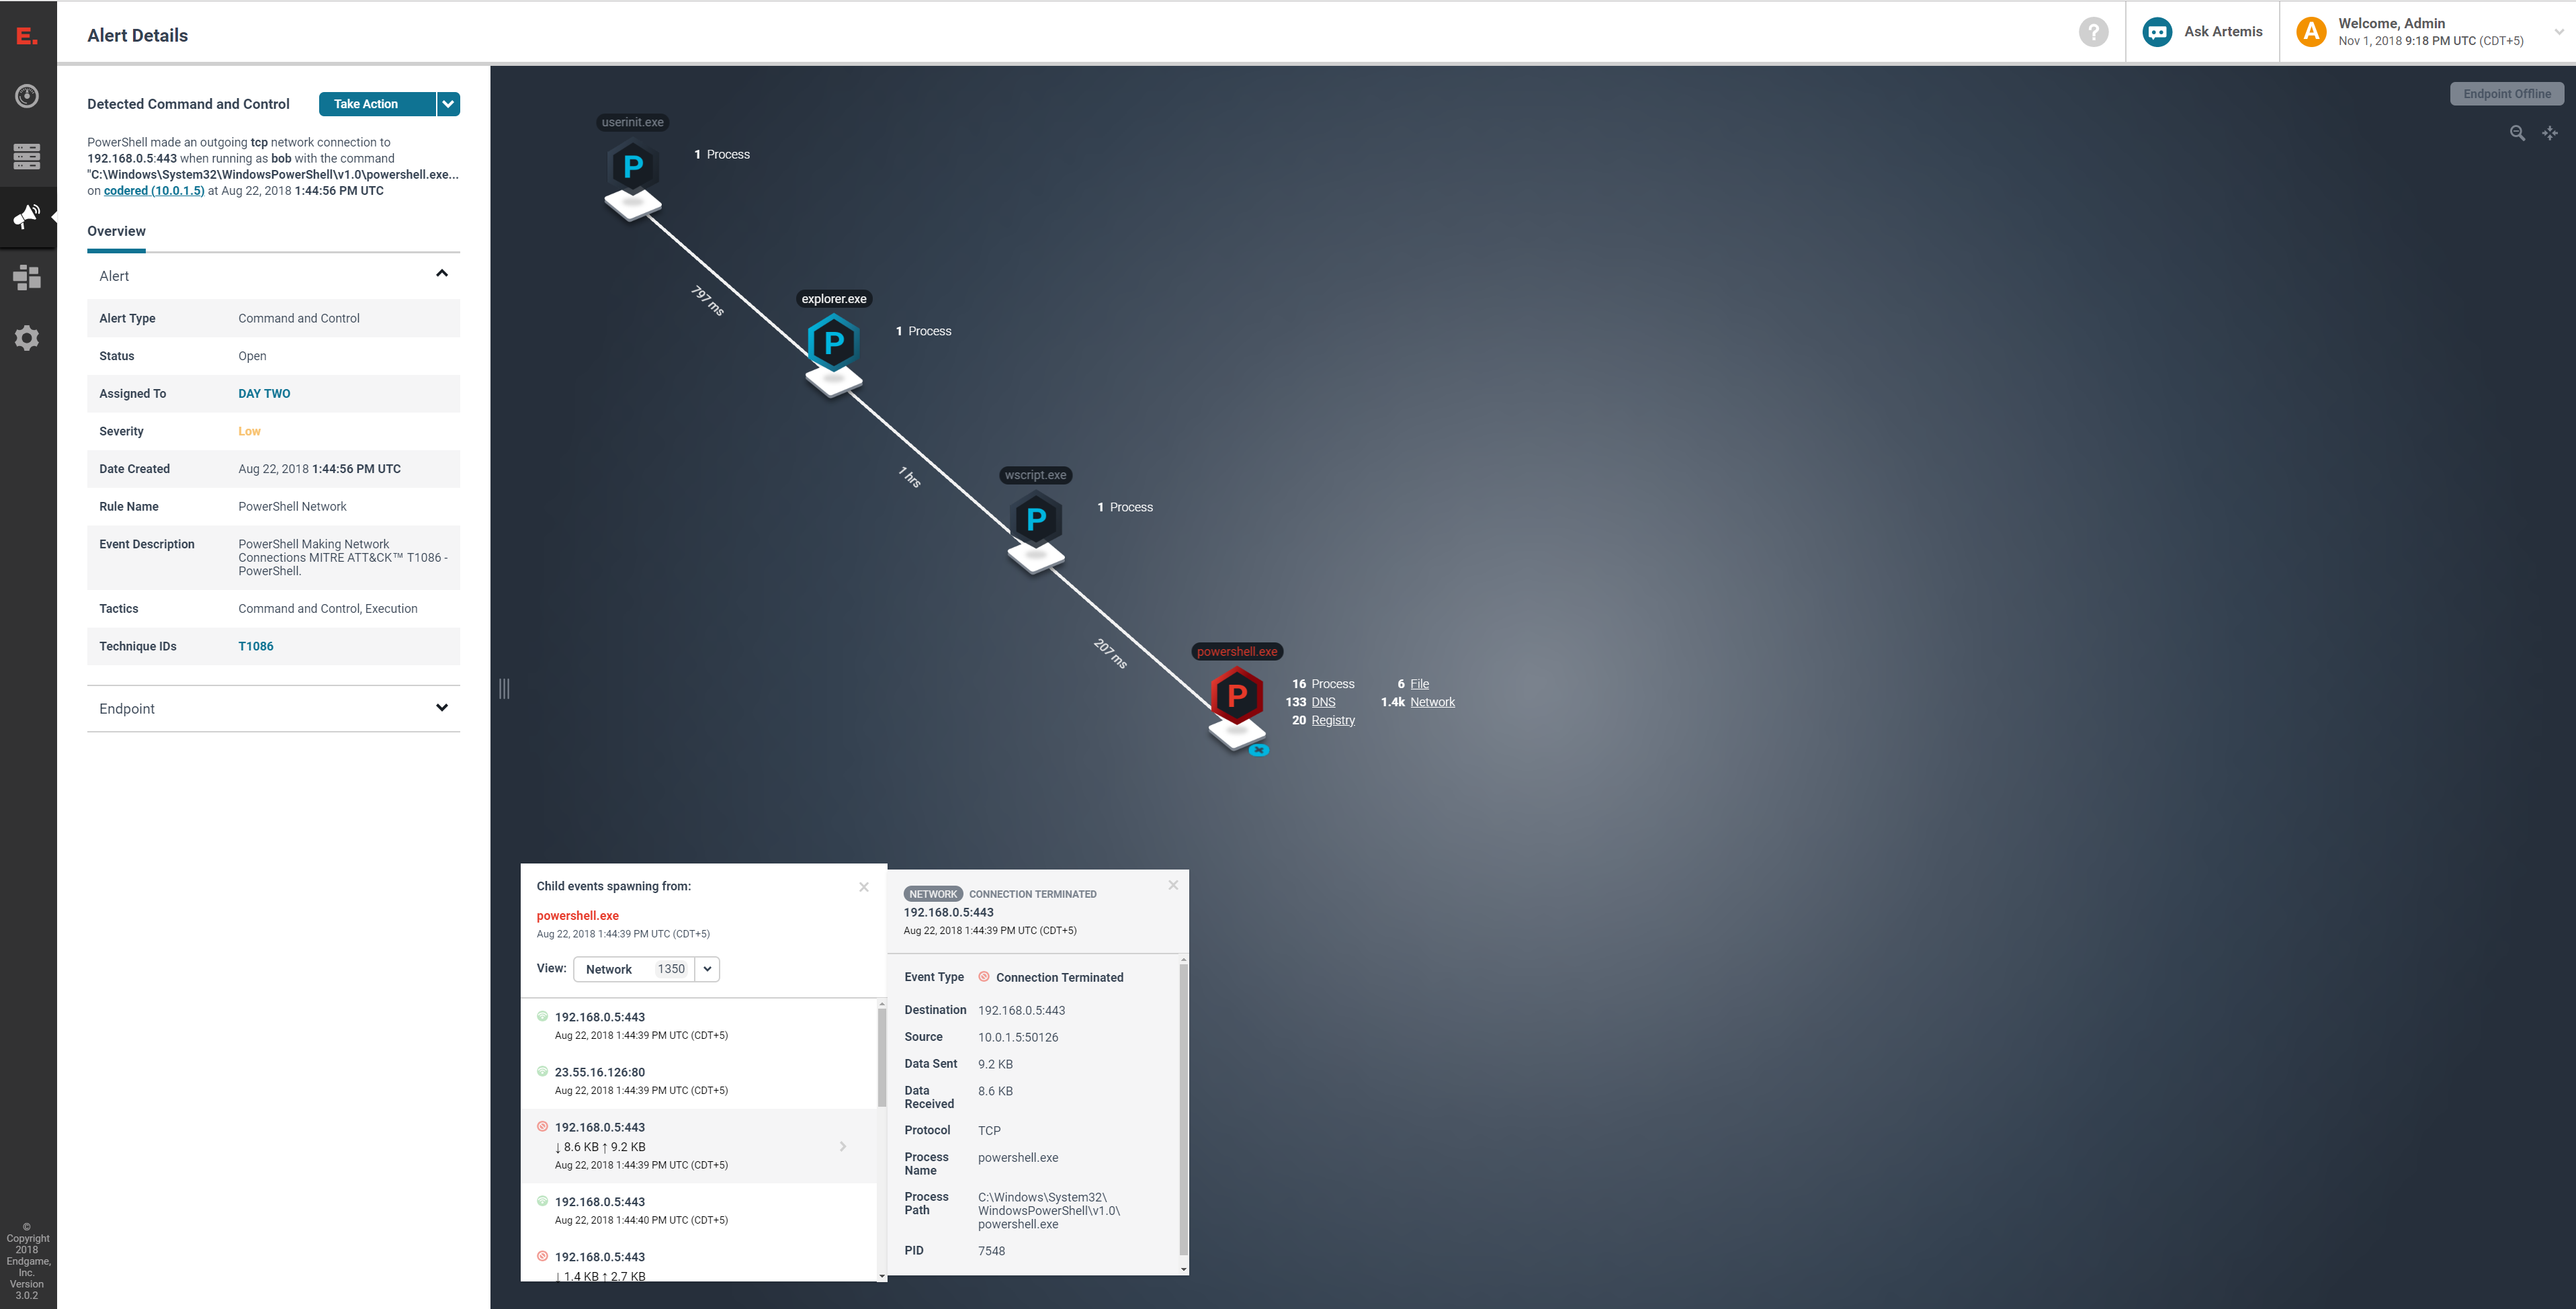 E.
Alert Details
?
Ask Artemis
A
Welcome, Admin
Nov 1, 2018 9:18 PM UTC (CDT+5)
Detected Command and Control
Take Action
PowerShell made an outgoing tcp network connection to
192.168.0.5:443 when running as bob with the command
"C:\Windows\System32\WindowsPowerShell\v1.0\powershell.exe...
on codered (10.0.1.5) at Aug 22, 2018 1:44:56 PM UTC
Overview
Alert
Alert Type Command and Control
Status Open
Assigned To DAY TWO
Severity Low
Date Created Aug 22, 2018 1:44:56 PM UTC
Rule Name PowerShell Network
Event Description PowerShell Making Network
Connections MITRE ATT&CK™ T1086 -
PowerShell.
Tactics Command and Control, Execution
Technique IDs T1086
Endpoint
©
Copyright
2018
Endgame,
Inc.
Version
3.0.2
Endpoint Offline
userinit.exe
P
1 Process
797 ms
explorer.exe
P
1 Process
1 hrs
wscript.exe
P
1 Process
207 ms
powershell.exe
P
16 Process 6 File
133 DNS 1.4k Network
20 Registry
Child events spawning from:
powershell.exe
Aug 22, 2018 1:44:39 PM UTC (CDT+5)
View: Network 1350
192.168.0.5:443
Aug 22, 2018 1:44:39 PM UTC (CDT+5)
23.55.16.126:80
Aug 22, 2018 1:44:39 PM UTC (CDT+5)
192.168.0.5:443
↓ 8.6 KB ↑ 9.2 KB
Aug 22, 2018 1:44:39 PM UTC (CDT+5)
192.168.0.5:443
Aug 22, 2018 1:44:40 PM UTC (CDT+5)
192.168.0.5:443
↓ 1.4 KB ↑ 2.7 KB
NETWORK CONNECTION TERMINATED
192.168.0.5:443
Aug 22, 2018 1:44:39 PM UTC (CDT+5)
Event Type Connection Terminated
Destination 192.168.0.5:443
Source 10.0.1.5:50126
Data Sent 9.2 KB
Data
Received 8.6 KB
Protocol TCP
Process
Name powershell.exe
Process
Path C:\Windows\System32\
WindowsPowerShell\v1.0\
powershell.exe
PID 7548